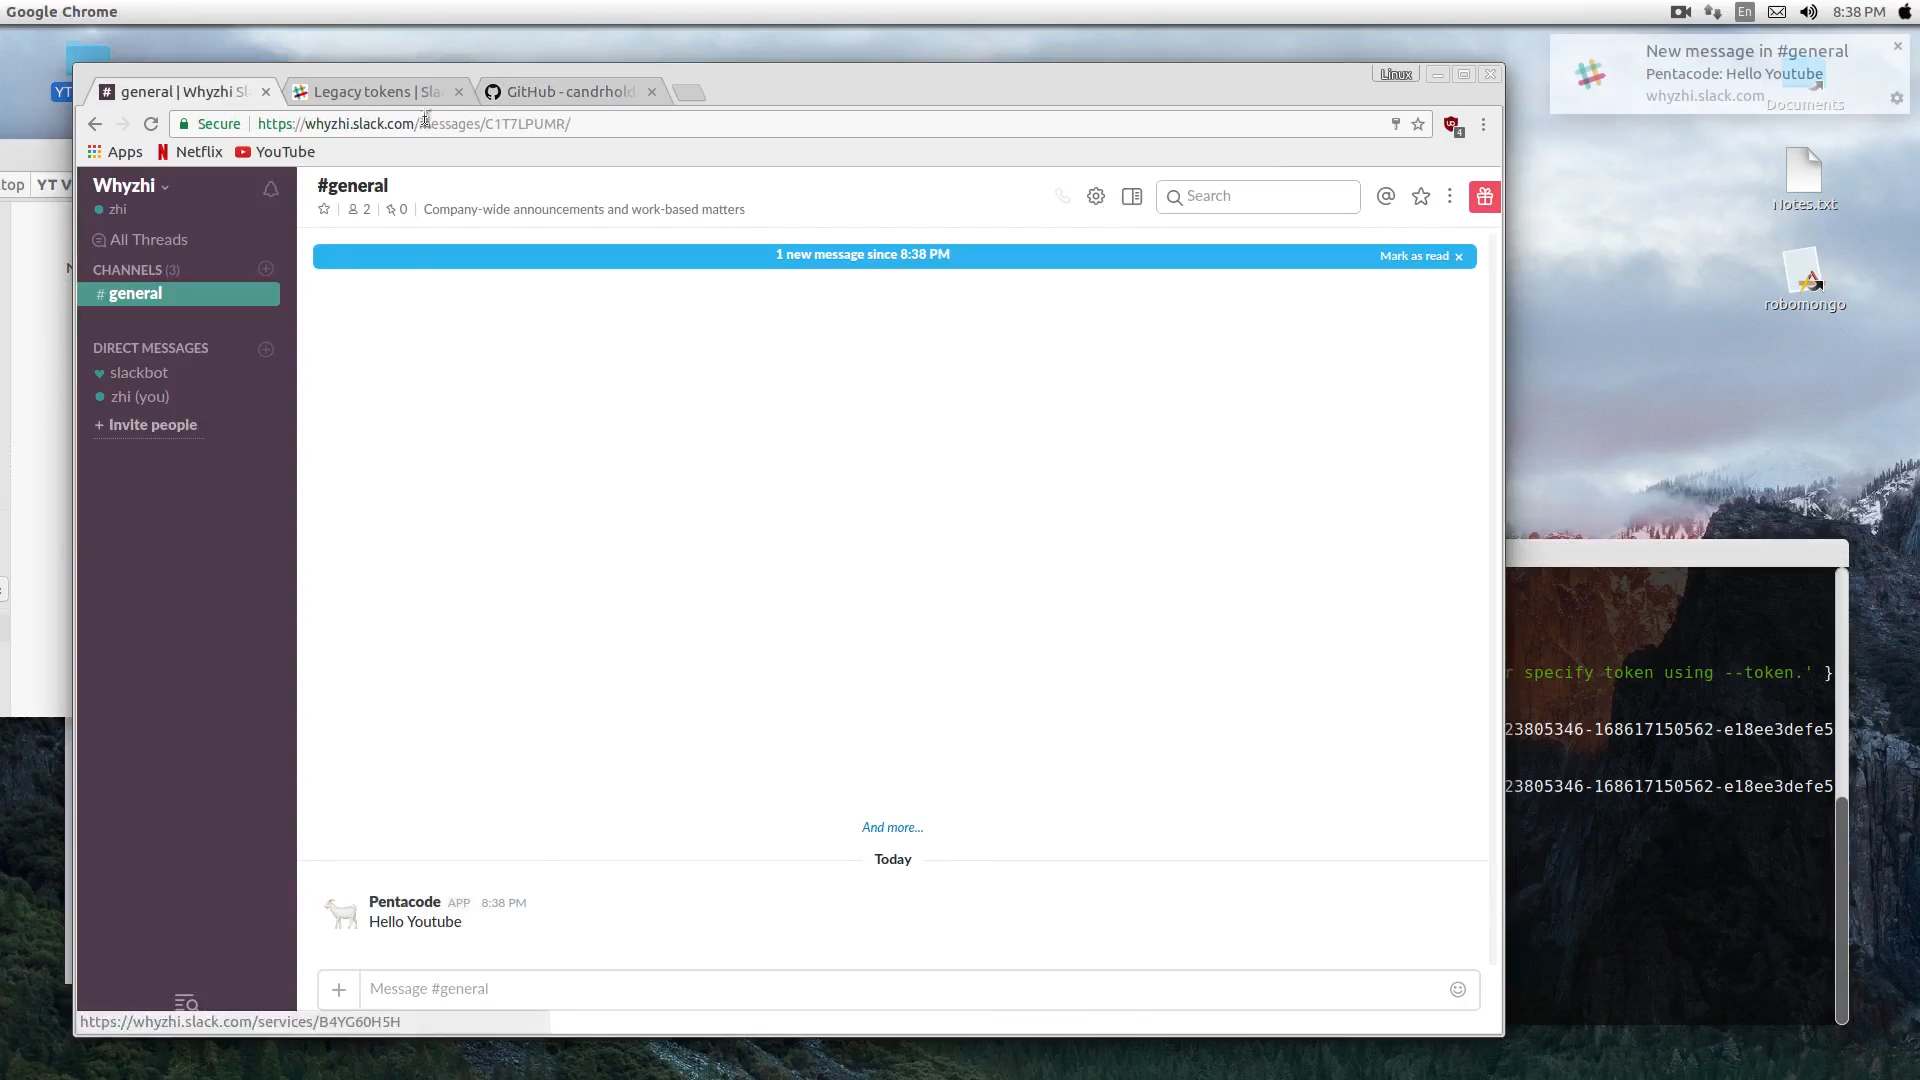 Google Chrome
En
8:38 PM
New message in #general
Pentacode: Hello Youtube
whyzhi.slack.com
Documents
YT
Linux
general | Whyzhi Sl
Legacy tokens | Sla
GitHub - candrhold
Secure
https://whyzhi.slack.com/messages/C1T7LPUMR/
4
Apps
Netflix
YouTube
top
YT V
Whyzhi
zhi
All Threads
CHANNELS (3)
# general
DIRECT MESSAGES
slackbot
zhi (you)
+ Invite people
#general
2
0
Company-wide announcements and work-based matters
Search
1 new message since 8:38 PM
Mark as read
And more...
Today
Pentacode APP 8:38 PM
Hello Youtube
Message #general
https://whyzhi.slack.com/services/B4YG60H5H
Notes.txt
robomongo
r specify token using --token.' }
23805346-168617150562-e18ee3defe5
23805346-168617150562-e18ee3defe5